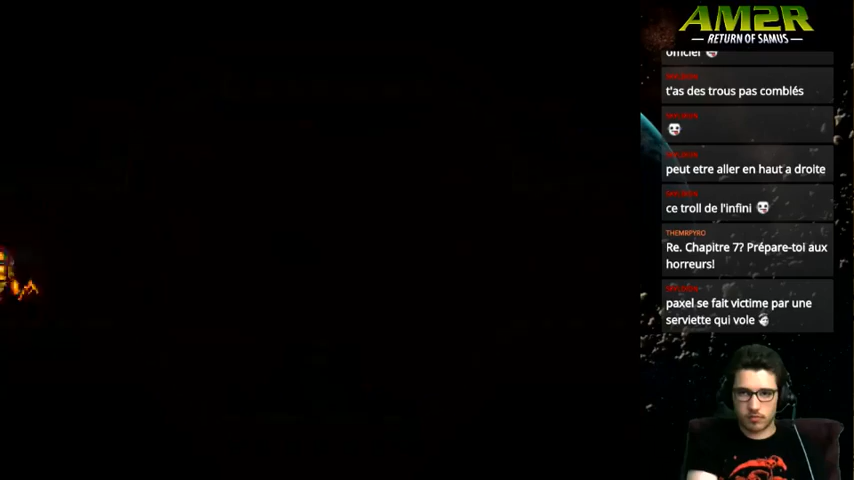 AM2R
RETURN OF SAMUS
officiel
t'as des trous pas comblés
peut etre aller en haut a droite
ce troll de l'infini
THEMRPYRO
Re. Chapitre 7? Prépare-toi aux
horreurs!
paxel se fait victime par une
serviette qui vole